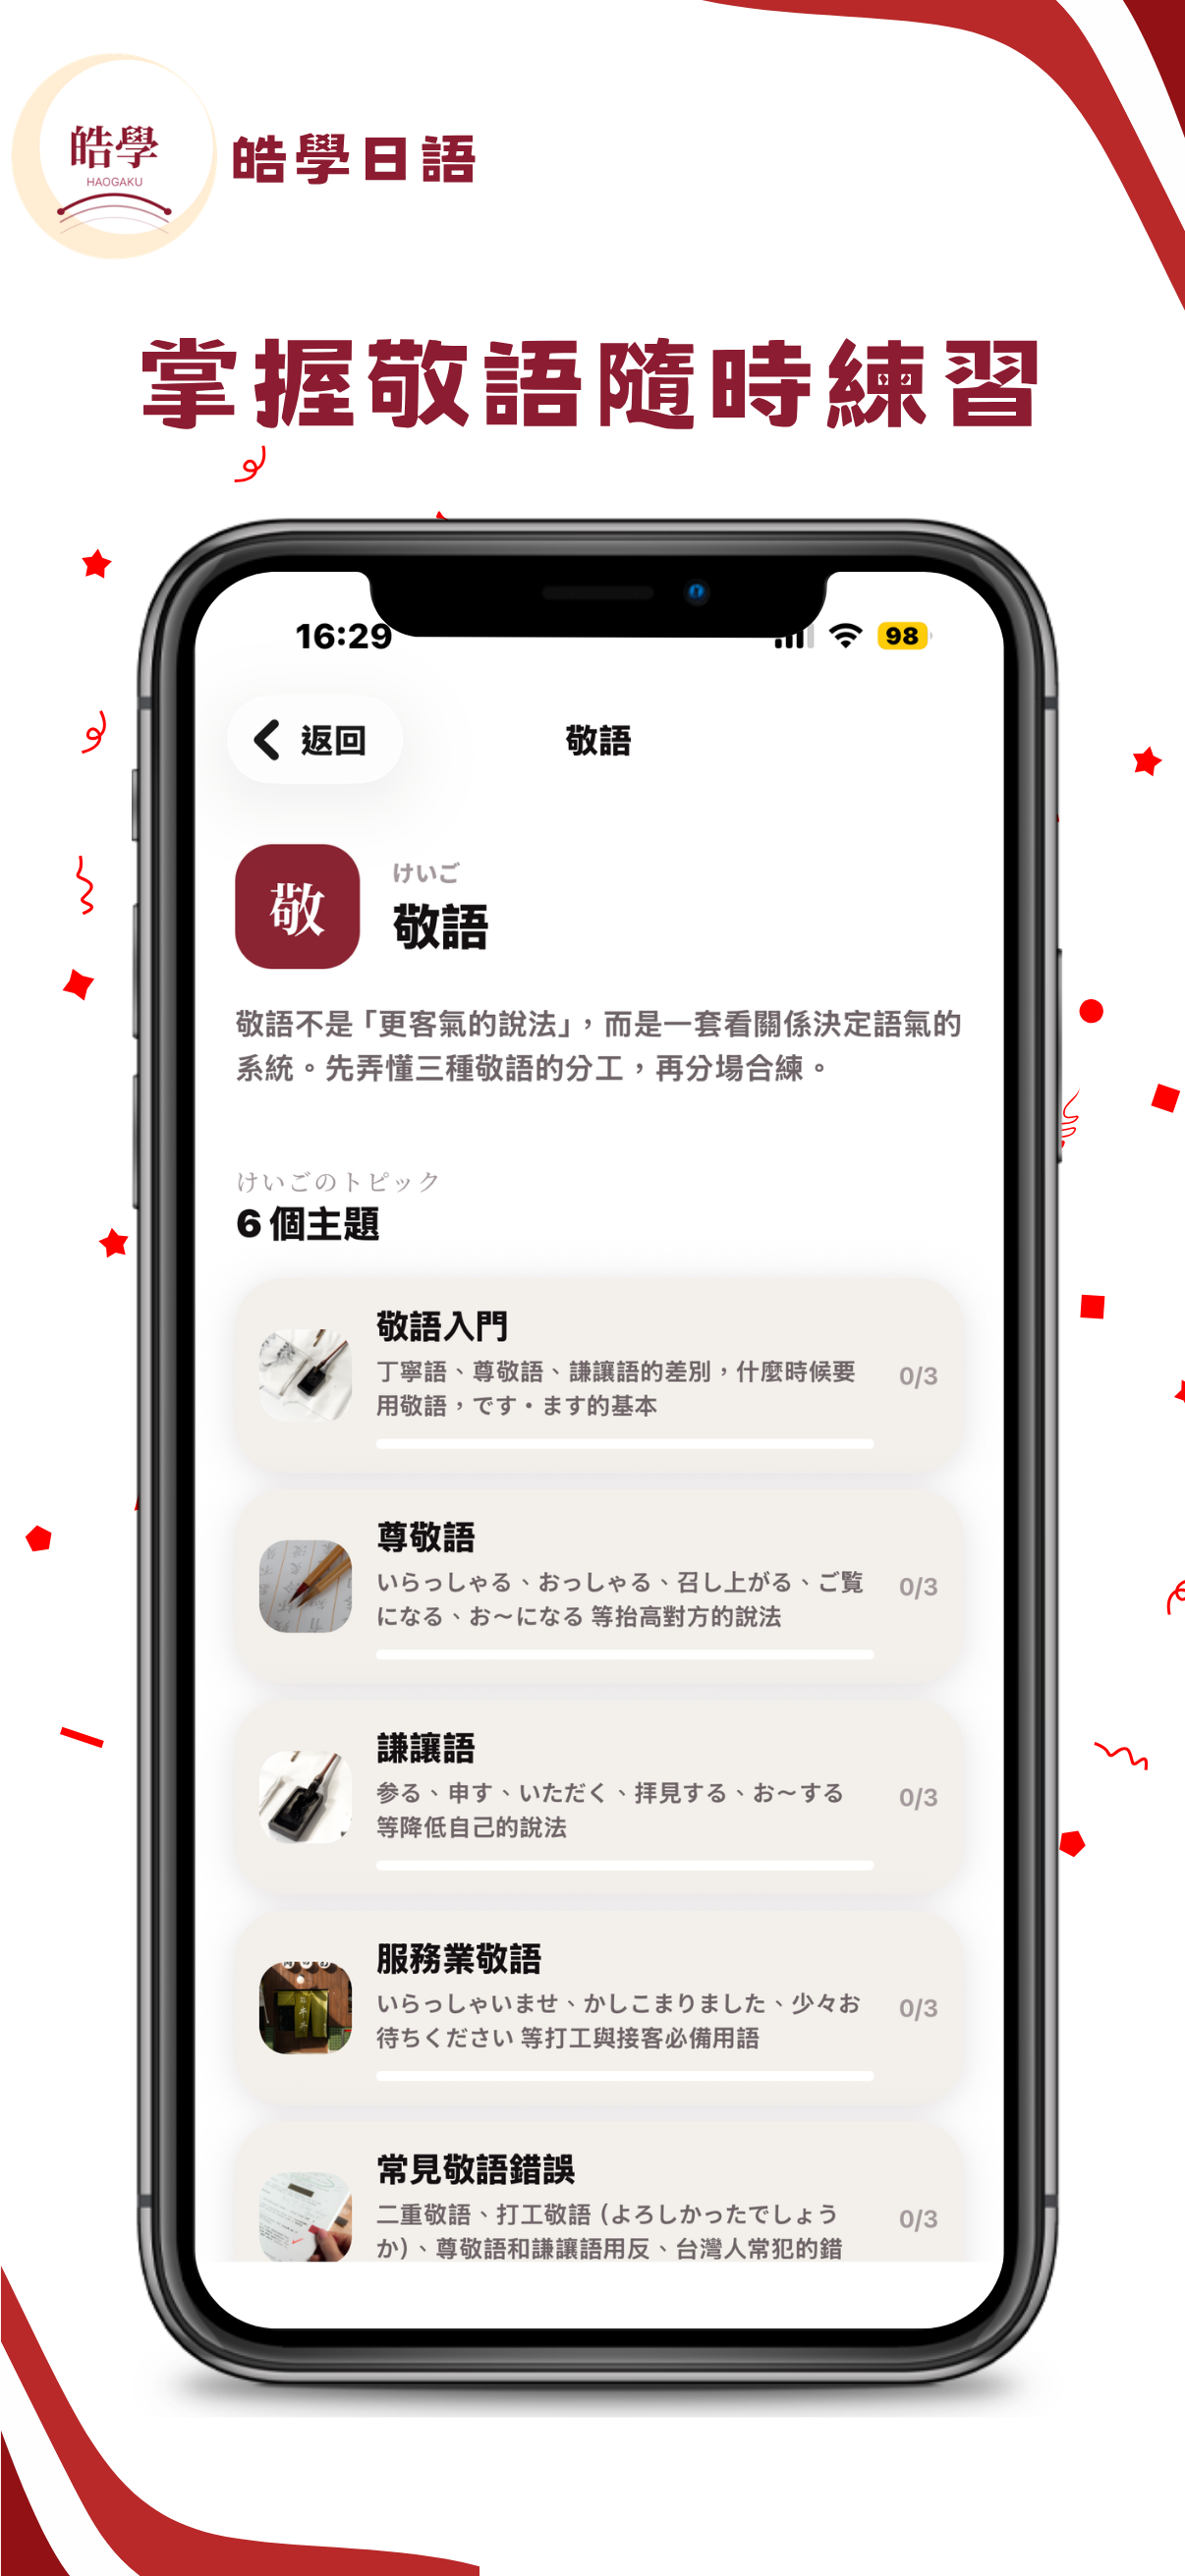 皓學
HAOGAKU
皓學日語
掌握敬語隨時練習
16:29
98
返回
敬語
敬
けいご
敬語
敬語不是「更客氣的說法」，而是一套看關係決定語氣的
系統。先弄懂三種敬語的分工，再分場合練。
けいごのトピック
6 個主題
敬語入門
丁寧語、尊敬語、謙讓語的差別，什麼時候要
用敬語，です・ます的基本
0/3
尊敬語
いらっしゃる、おっしゃる、召し上がる、ご覧
になる、お〜になる 等抬高對方的說法
0/3
謙讓語
参る、申す、いただく、拝見する、お〜する
等降低自己的說法
0/3
服務業敬語
いらっしゃいませ、かしこまりました、少々お
待ちください 等打工與接客必備用語
0/3
常見敬語錯誤
二重敬語、打工敬語（よろしかったでしょう
か）、尊敬語和謙讓語用反、台灣人常犯的錯
0/3